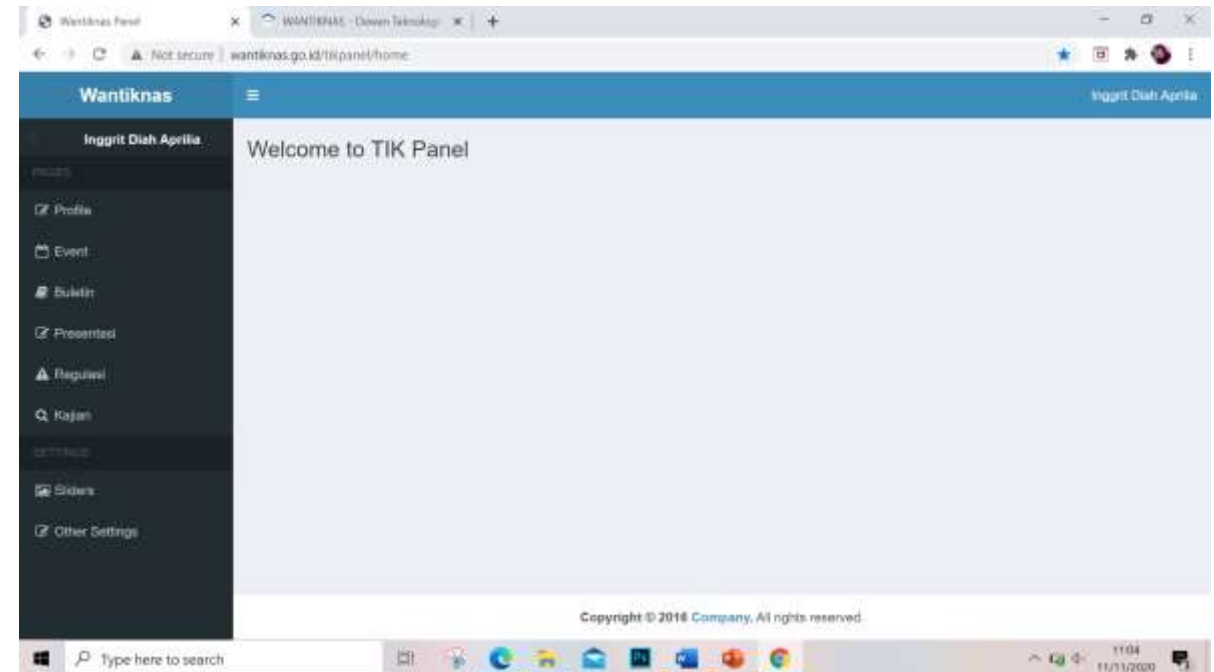 Wantiknas Panel
WANTIKNAS - Dewan Teknologi
Not secure | wantiknas.go.id/tikpanel/home
Wantiknas
Inggrit Diah Aprilia
Inggrit Diah Aprilia
Welcome to TIK Panel
PAGES
Profile
Event
Buletin
Presentasi
Regulasi
Kajian
SETTINGS
Sliders
Other Settings
Copyright © 2016 Company. All rights reserved.
Type here to search
11:04
11/11/2020